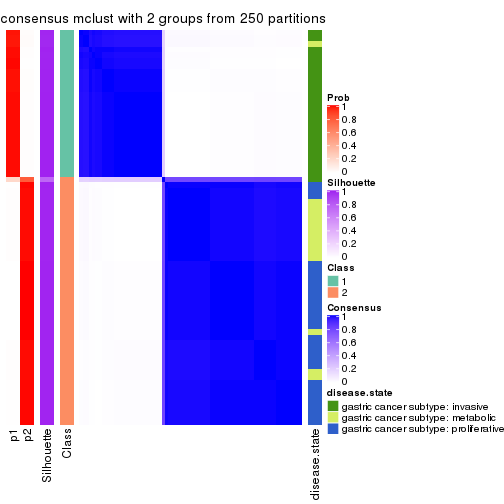 consensus mclust with 2 groups from 250 partitions
Prob
1
0.8
0.6
0.4
0.2
0
Silhouette
1
0.8
0.6
0.4
0.2
0
Class
1
2
Consensus
1
0.8
0.6
0.4
0.2
0
disease.state
gastric cancer subtype: invasive
gastric cancer subtype: metabolic
gastric cancer subtype: proliferative
p1
p2
Silhouette
Class
disease.state